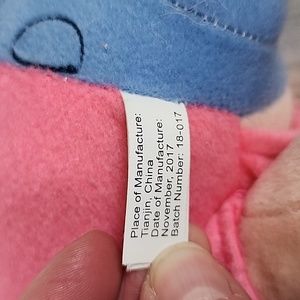 Place of Manufacture:
Tianjin, China
Date of Manufacture:
November, 2017
Batch Number: 18-017